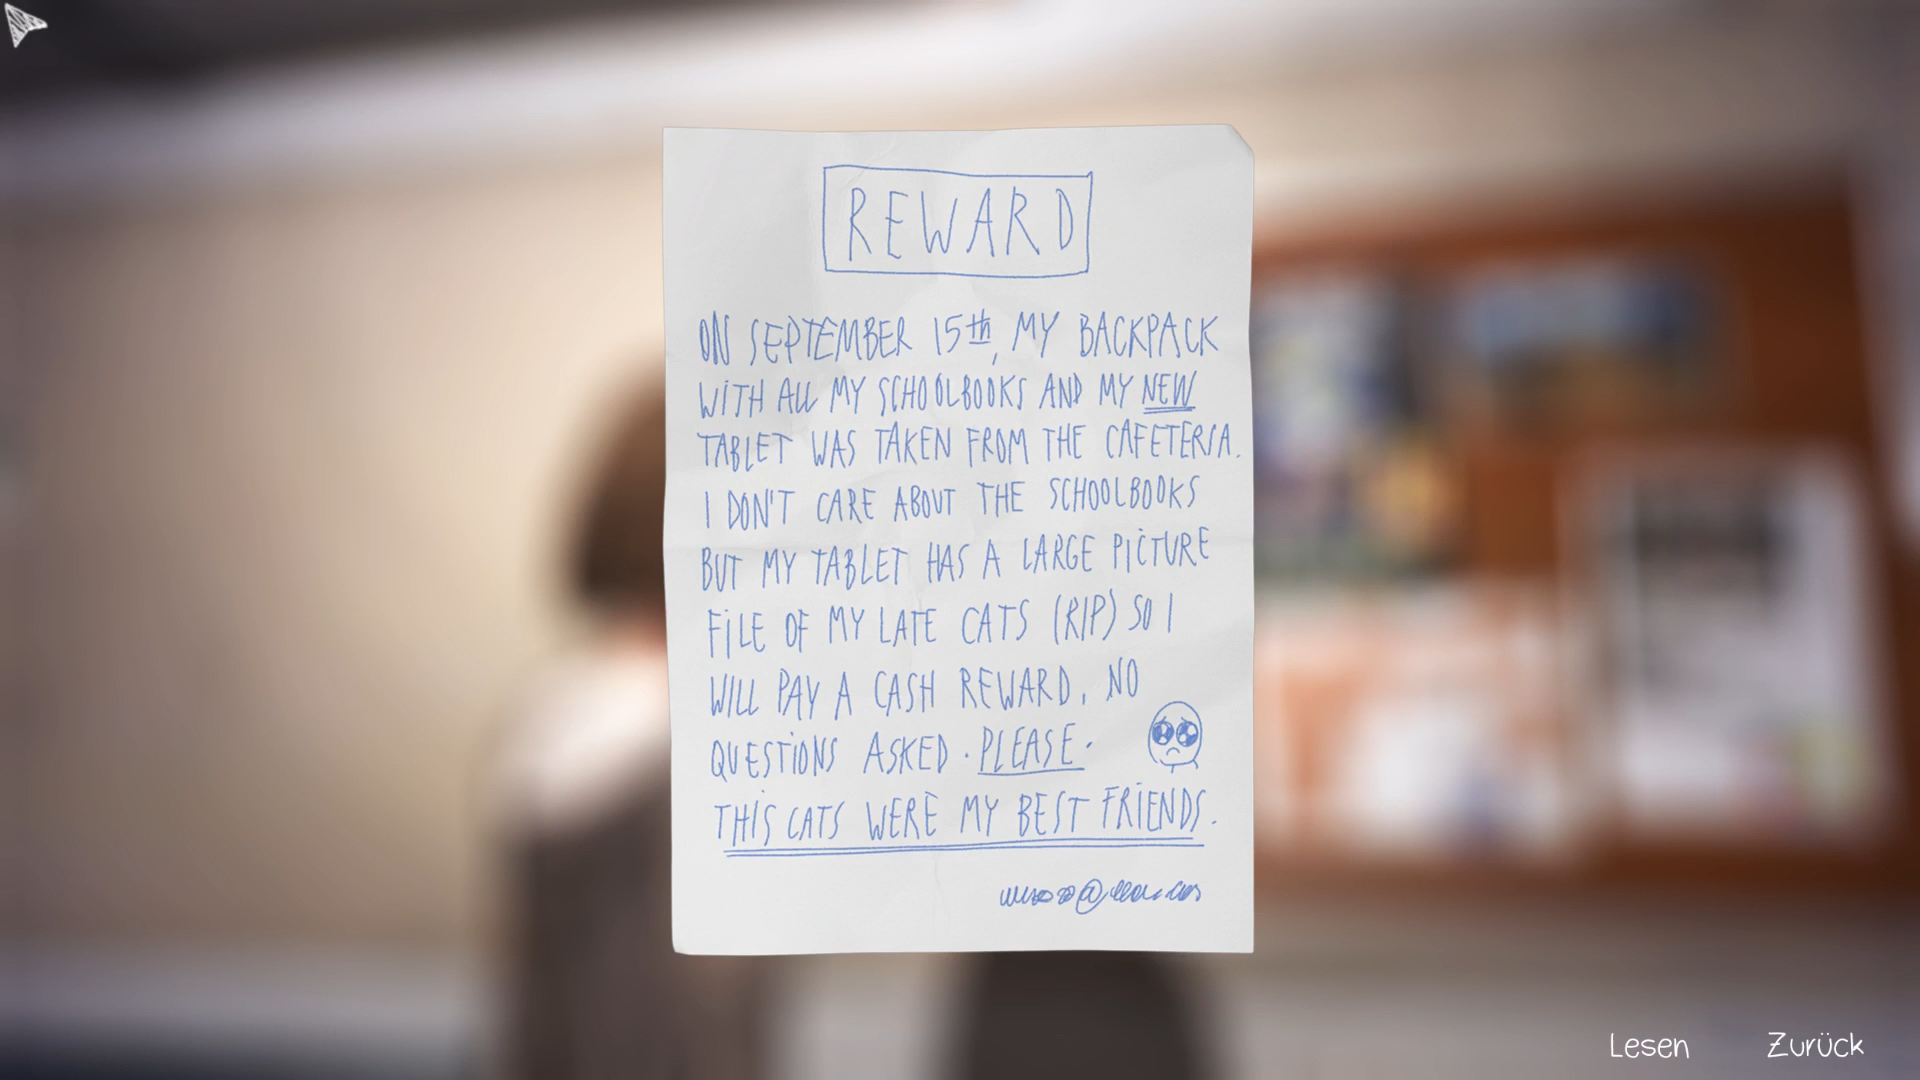 REWARD
ON SEPTEMBER 15th, MY BACKPACK
WITH ALL MY SCHOOLBOOKS AND MY NEW
TABLET WAS TAKEN FROM THE CAFETERIA.
I DON'T CARE ABOUT THE SCHOOLBOOKS
BUT MY TABLET HAS A LARGE PICTURE
FILE OF MY LATE CATS (RIP) SO I
WILL PAY A CASH REWARD. NO
QUESTIONS ASKED. PLEASE.
THIS CATS WERE MY BEST FRIENDS.
Lesen
Zurück